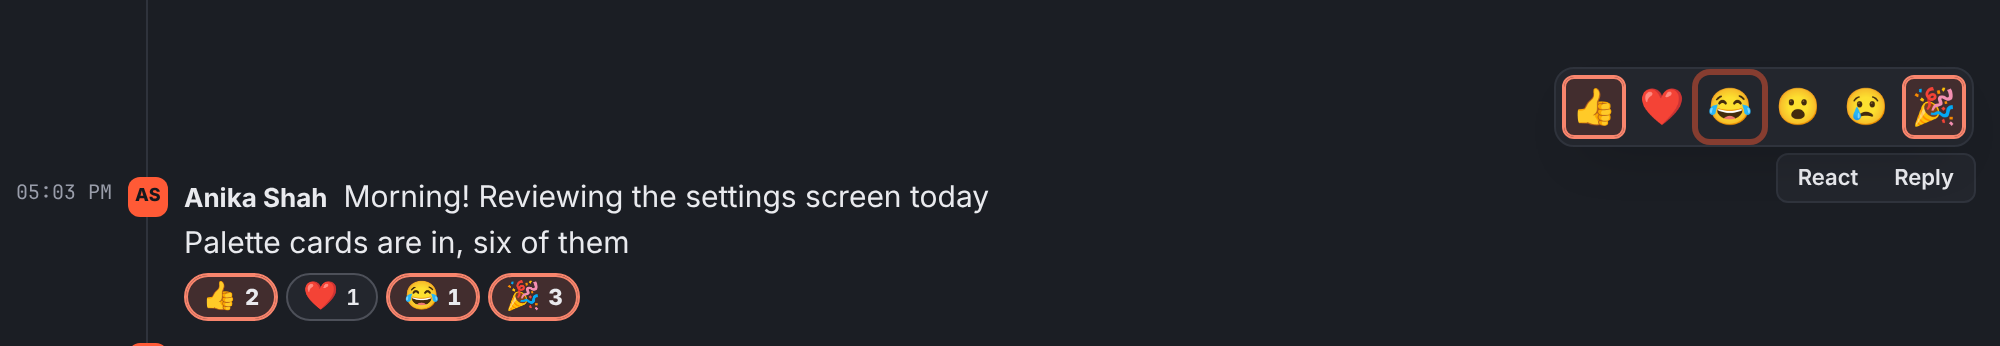 React Reply
05:03 PM AS Anika Shah Morning! Reviewing the settings screen today
Palette cards are in, six of them
👍 2 ❤️ 1 😂 1 🎉 3